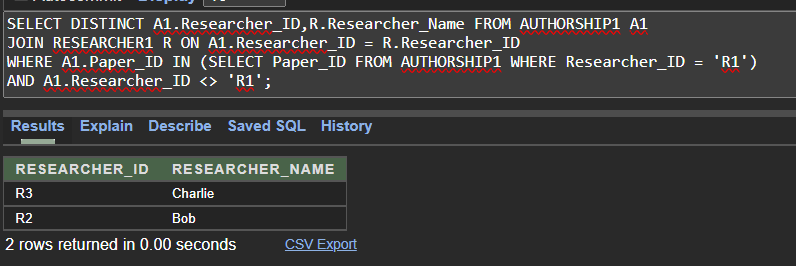 SELECT DISTINCT A1.Researcher_ID,R.Researcher_Name FROM AUTHORSHIP1 A1
JOIN RESEARCHER1 R ON A1.Researcher_ID = R.Researcher_ID
WHERE A1.Paper_ID IN (SELECT Paper_ID FROM AUTHORSHIP1 WHERE Researcher_ID = 'R1')
AND A1.Researcher_ID <> 'R1';
Results Explain Describe Saved SQL History
RESEARCHER_ID RESEARCHER_NAME
R3 Charlie
R2 Bob
2 rows returned in 0.00 seconds CSV Export